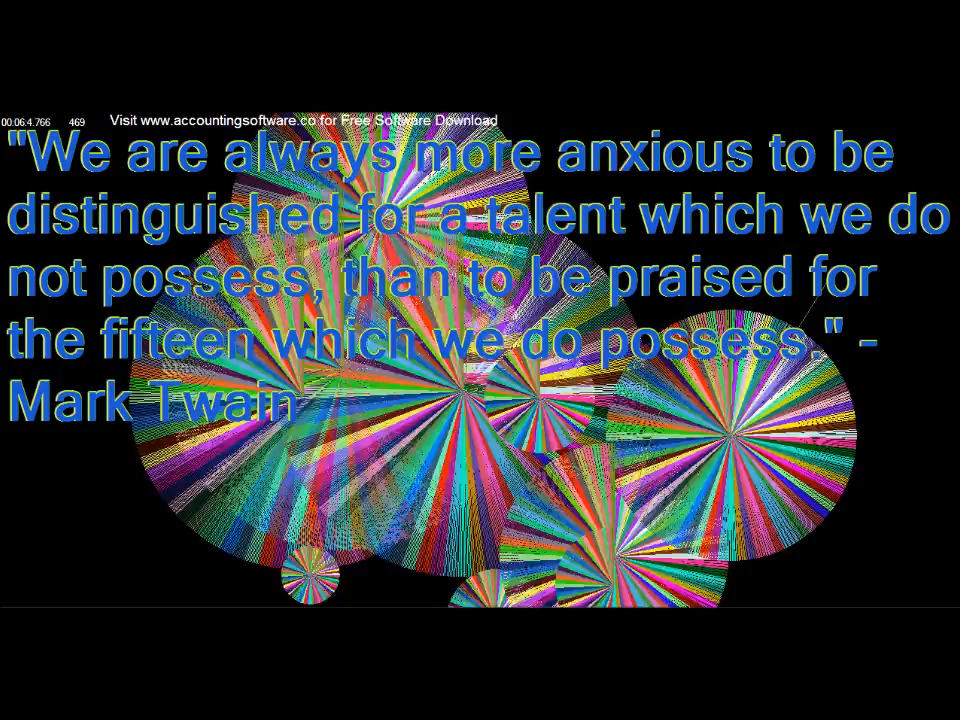 00:06:4.766 469 Visit www.accountingsoftware.co for Free Software Download
"We are always more anxious to be
distinguished for a talent which we do
not possess, than to be praised for
the fifteen which we do possess." -
Mark Twain